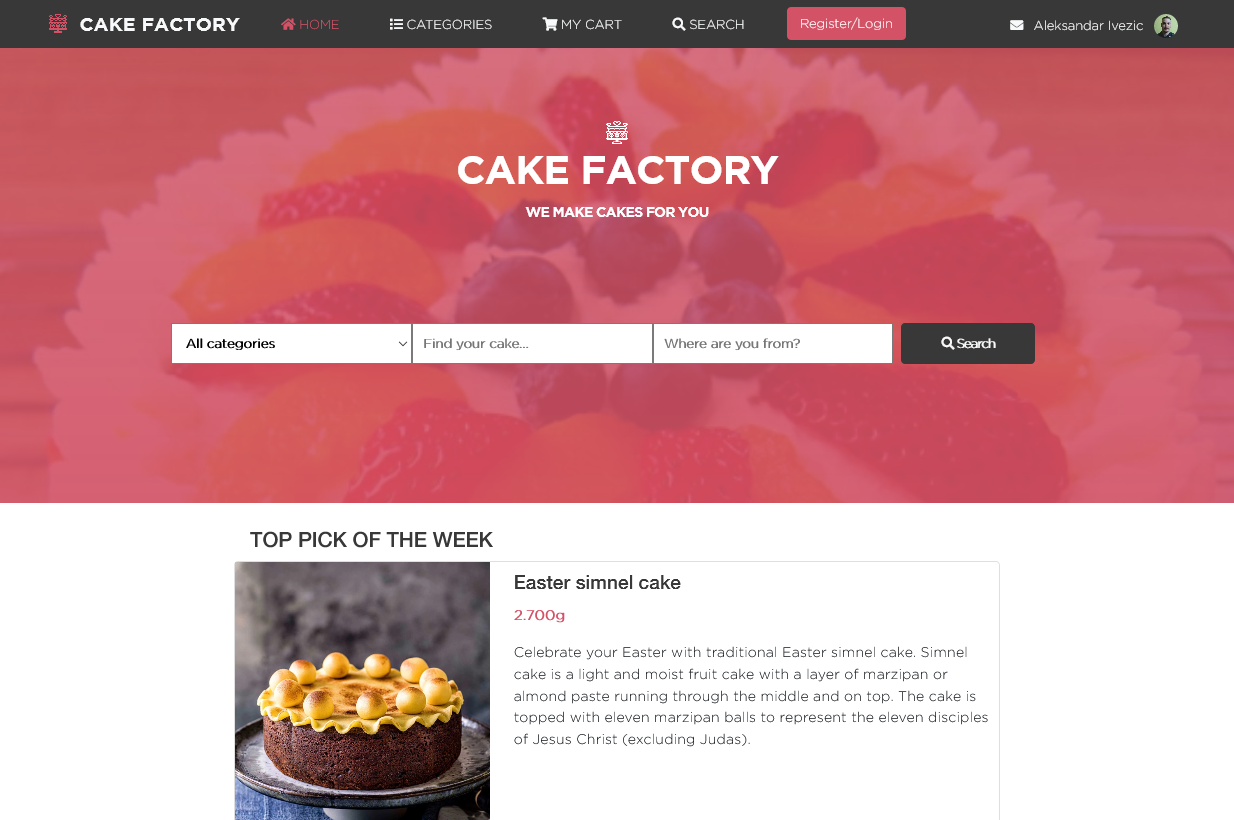 CAKE FACTORY HOME CATEGORIES MY CART SEARCH Register/Login Aleksandar Ivezic
CAKE FACTORY
WE MAKE CAKES FOR YOU
All categories Find your cake... Where are you from? Search
TOP PICK OF THE WEEK
Easter simnel cake
2.700g
Celebrate your Easter with traditional Easter simnel cake. Simnel
cake is a light and moist fruit cake with a layer of marzipan or
almond paste running through the middle and on top. The cake is
topped with eleven marzipan balls to represent the eleven disciples
of Jesus Christ (excluding Judas).